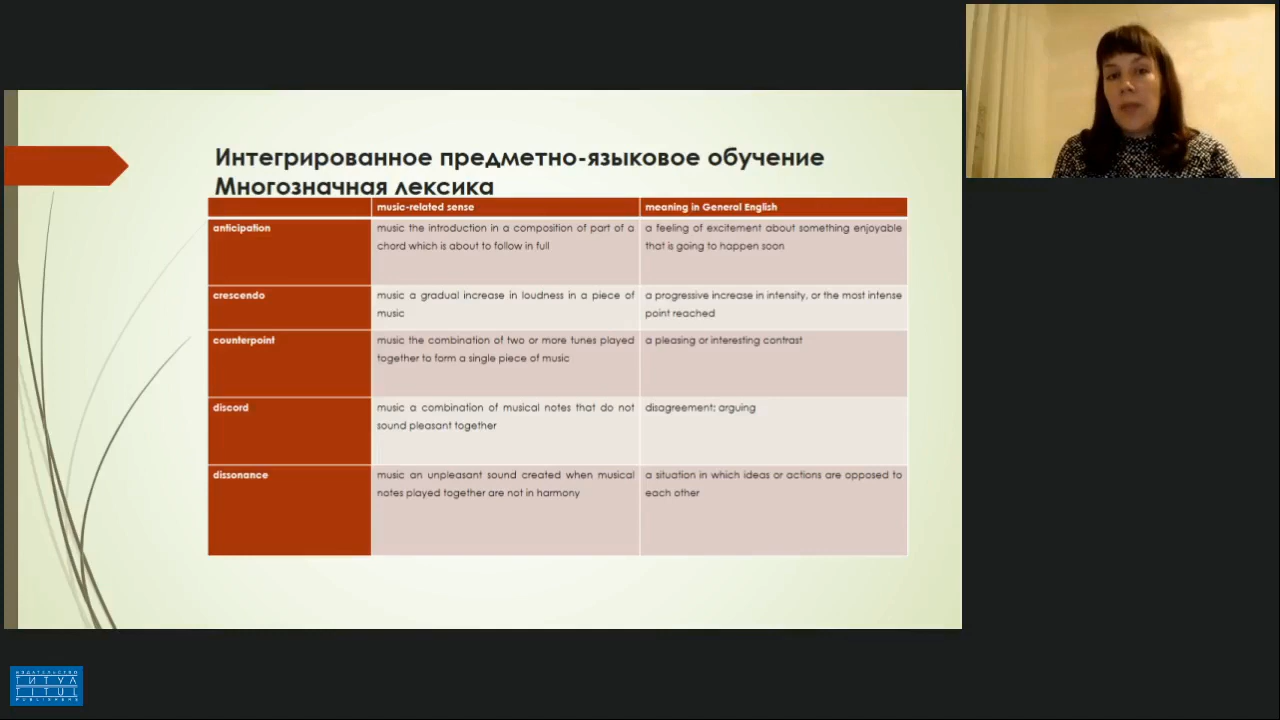 Интегрированное предметно-языковое обучение
Многозначная лексика
music-related sense
meaning in General English
anticipation
music the introduction in a composition of part of a
chord which is about to follow in full
a feeling of excitement about something enjoyable
that is going to happen soon
crescendo
music a gradual increase in loudness in a piece of
music
a progressive increase in intensity, or the most intense
point reached
counterpoint
music the combination of two or more tunes played
together to form a single piece of music
a pleasing or interesting contrast
discord
music a combination of musical notes that do not
sound pleasant together
disagreement; arguing
dissonance
music an unpleasant sound created when musical
notes played together are not in harmony
a situation in which ideas or actions are opposed to
each other
ИЗДАТЕЛЬСТВО
ТИТУЛ
TITUL
PUBLISHERS